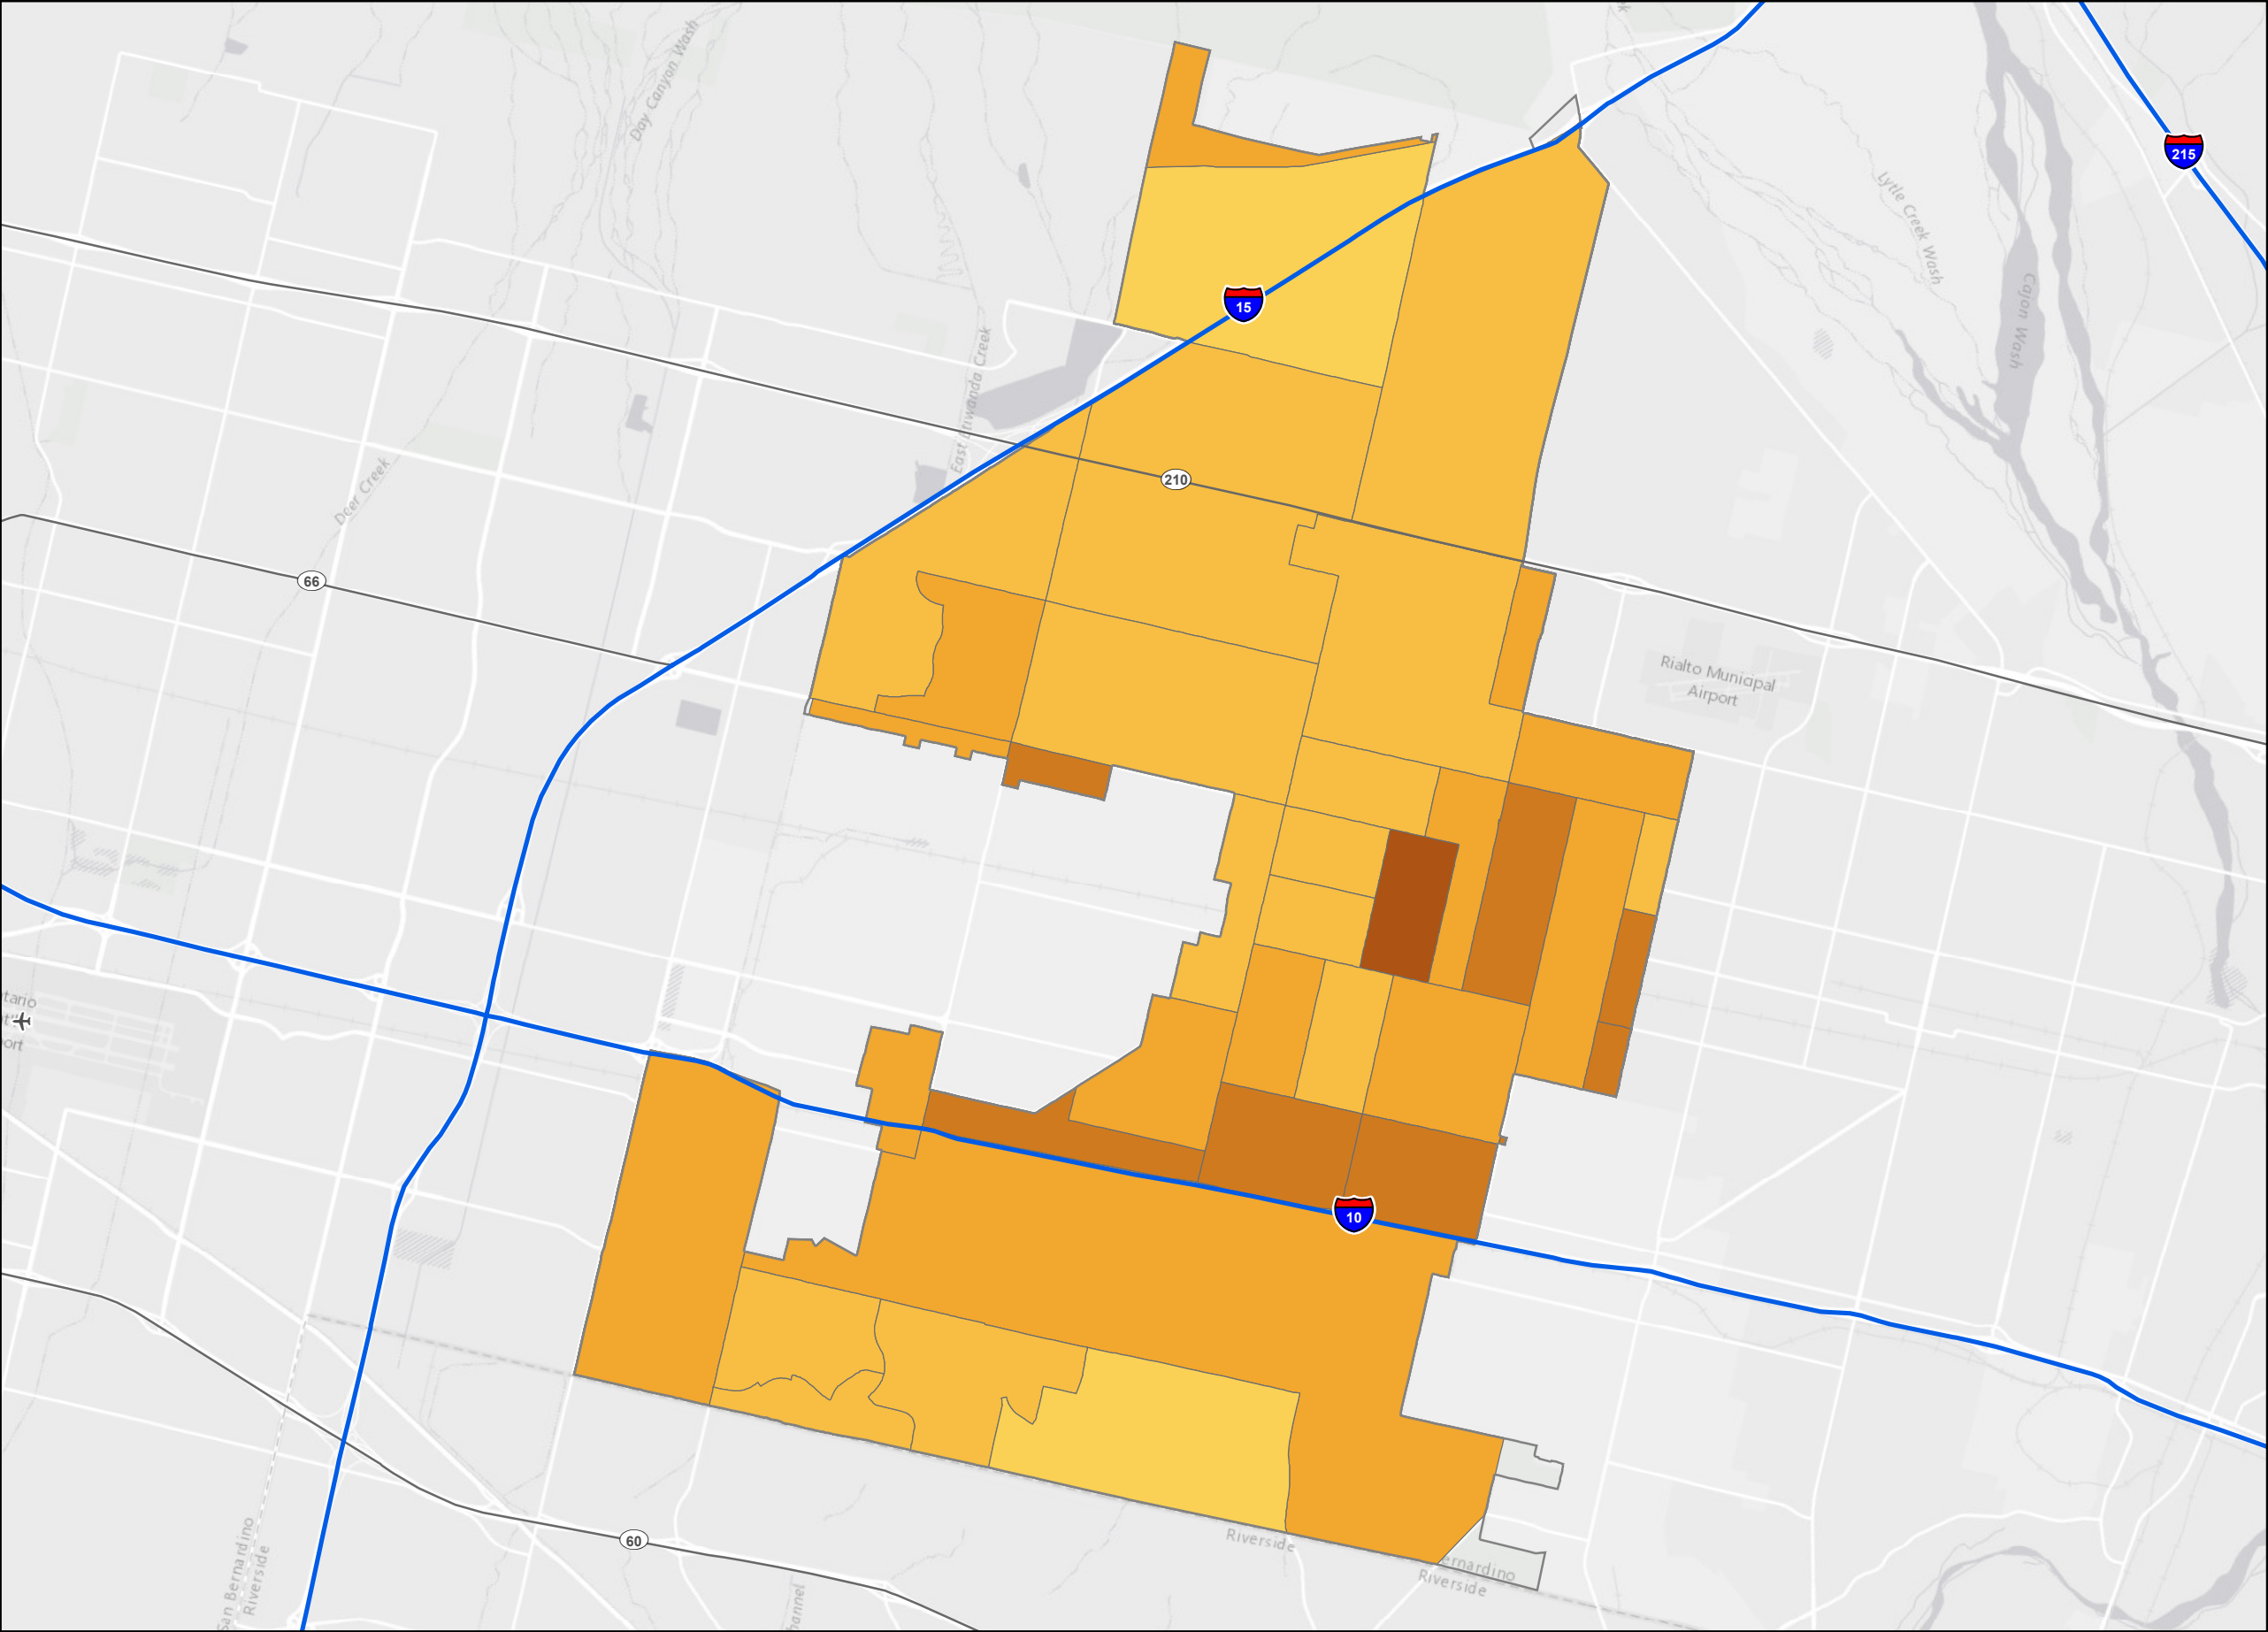 Day Canyon Wash
215
Lytle Creek Wash
Cajon Wash
15
East Etiwanda Creek
Deer Creek
210
66
Rialto Municipal
Airport
10
60
Riverside
San Bernardino
Riverside
Riverside